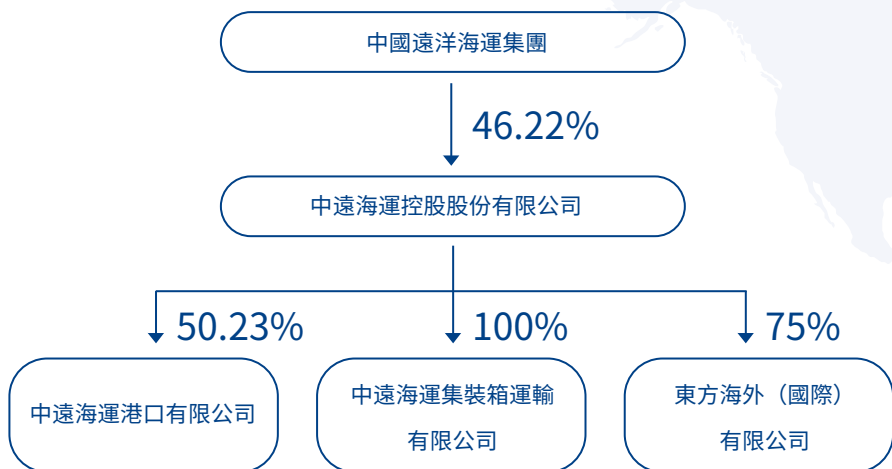 中國遠洋海運集團
46.22%
中遠海運控股股份有限公司
50.23%
100%
75%
中遠海運港口有限公司
中遠海運集裝箱運輸
有限公司
東方海外（國際）
有限公司